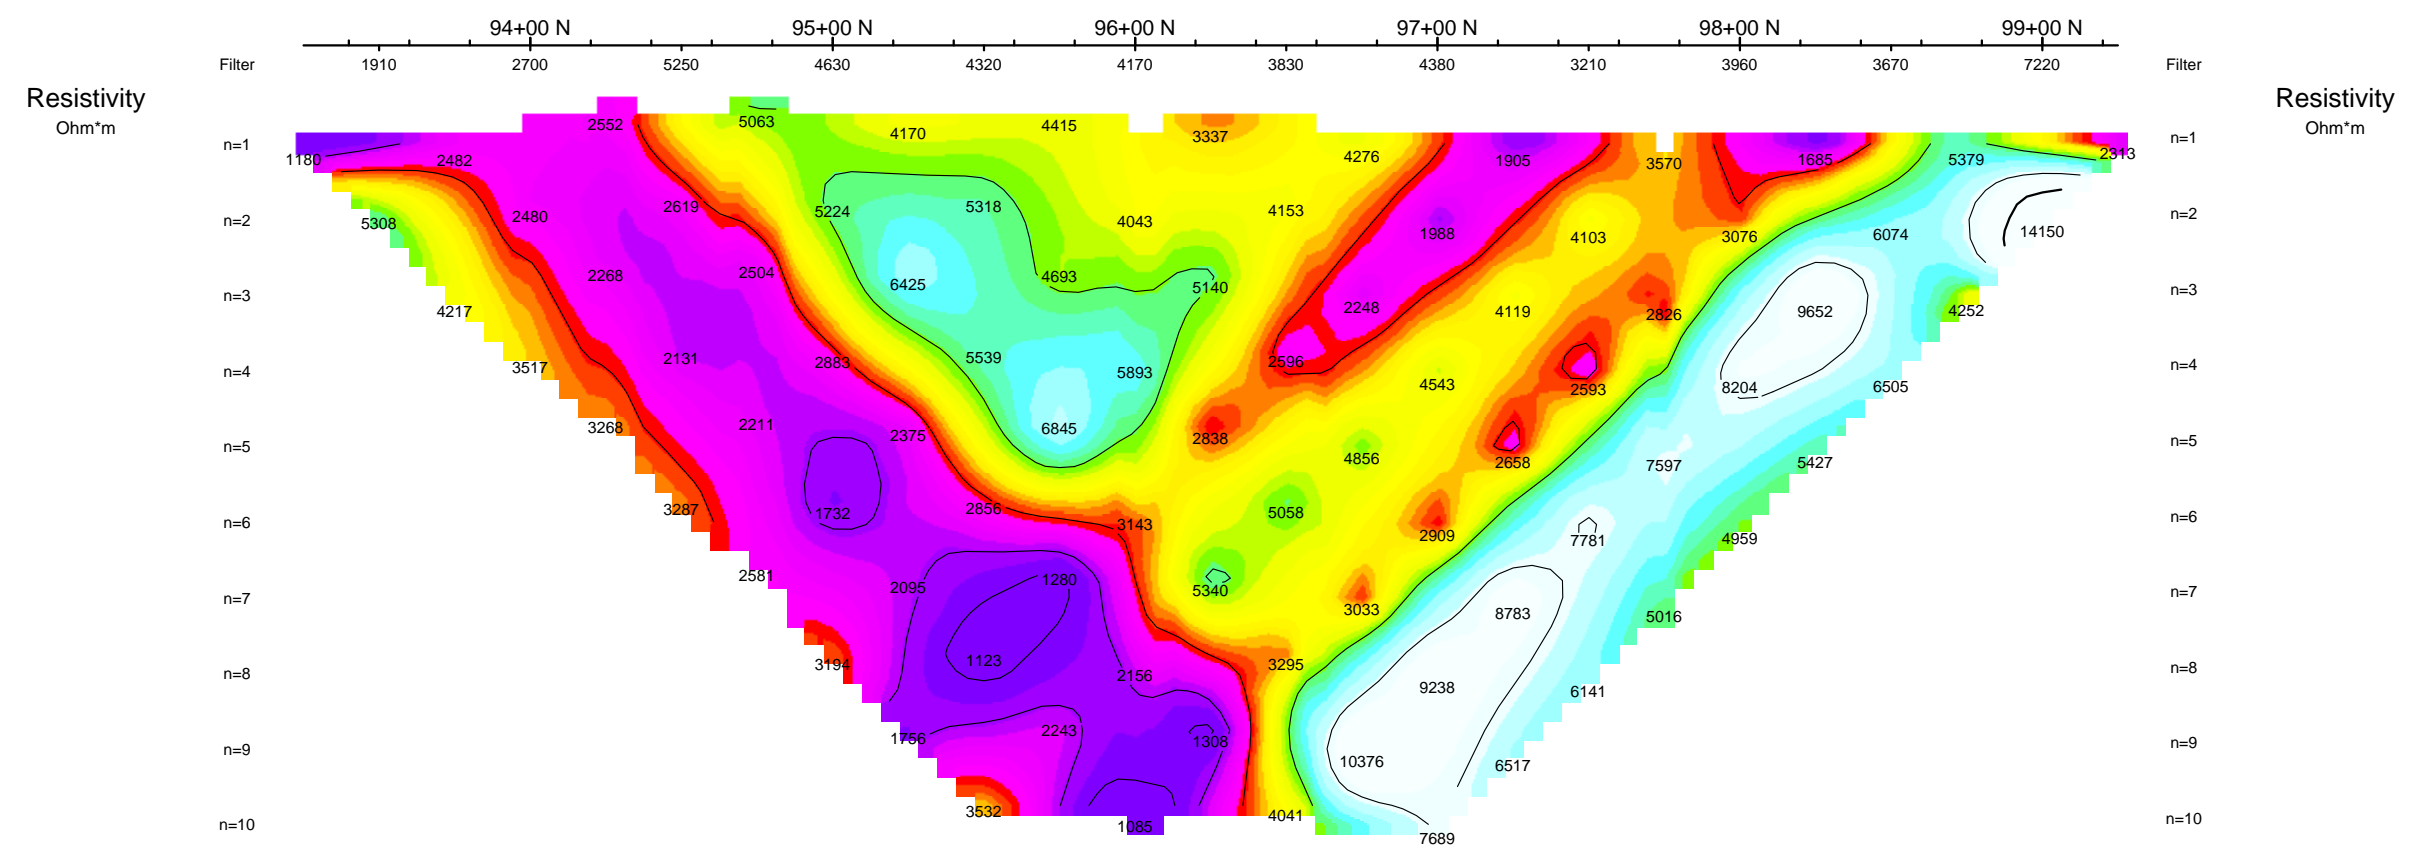 94+00 N 95+00 N 96+00 N 97+00 N 98+00 N 99+00 N
Filter 1910 2700 5250 4630 4320 4170 3830 4380 3210 3960 3670 7220 Filter
Resistivity Resistivity
Ohm*m Ohm*m
n=1 1180 2482 2552 5063 4170 4415 3337 4276 1905 3570 1685 5379 2313 n=1
n=2 5308 2480 2619 5224 5318 4043 4153 1988 4103 3076 6074 14150 n=2
n=3 4217 2268 2504 6425 4693 5140 2248 4119 2826 9652 4252 n=3
n=4 3517 2131 2883 5539 5893 2596 4543 2593 8204 6505 n=4
n=5 3268 2211 2375 6845 2838 4856 2658 7597 5427 n=5
n=6 3287 1732 2856 3143 5058 2909 7781 4959 n=6
n=7 2581 2095 1280 5340 3033 8783 5016 n=7
n=8 3194 1123 2156 3295 9238 6141 n=8
n=9 1756 2243 1308 10376 6517 n=9
n=10 3532 1085 4041 7689 n=10